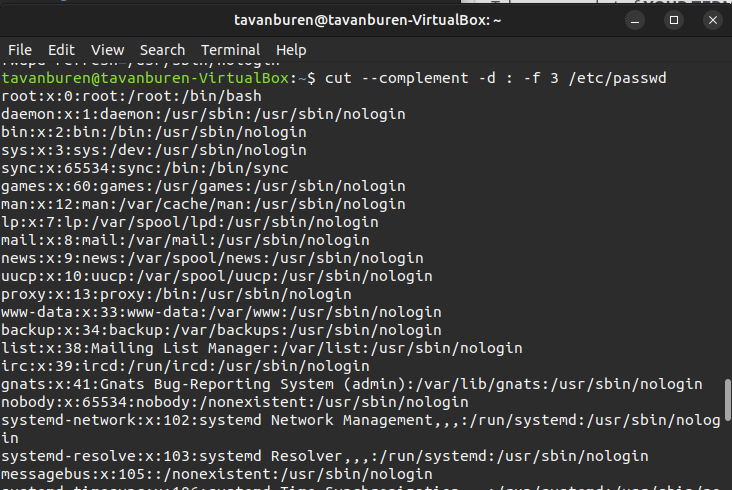 tavanburen@tavanburen-VirtualBox: ~
File Edit View Search Terminal Help
tavanburen@tavanburen-VirtualBox:~$ cut --complement -d : -f 3 /etc/passwd
root:x:0:root:/root:/bin/bash
daemon:x:1:daemon:/usr/sbin:/usr/sbin/nologin
bin:x:2:bin:/bin:/usr/sbin/nologin
sys:x:3:sys:/dev:/usr/sbin/nologin
sync:x:65534:sync:/bin:/bin/sync
games:x:60:games:/usr/games:/usr/sbin/nologin
man:x:12:man:/var/cache/man:/usr/sbin/nologin
lp:x:7:lp:/var/spool/lpd:/usr/sbin/nologin
mail:x:8:mail:/var/mail:/usr/sbin/nologin
news:x:9:news:/var/spool/news:/usr/sbin/nologin
uucp:x:10:uucp:/var/spool/uucp:/usr/sbin/nologin
proxy:x:13:proxy:/bin:/usr/sbin/nologin
www-data:x:33:www-data:/var/www:/usr/sbin/nologin
backup:x:34:backup:/var/backups:/usr/sbin/nologin
list:x:38:Mailing List Manager:/var/list:/usr/sbin/nologin
irc:x:39:ircd:/run/ircd:/usr/sbin/nologin
gnats:x:41:Gnats Bug-Reporting System (admin):/var/lib/gnats:/usr/sbin/nologin
nobody:x:65534:nobody:/nonexistent:/usr/sbin/nologin
systemd-network:x:102:systemd Network Management,,,:/run/systemd:/usr/sbin/nolog
in
systemd-resolve:x:103:systemd Resolver,,,:/run/systemd:/usr/sbin/nologin
messagebus:x:105::/nonexistent:/usr/sbin/nologin